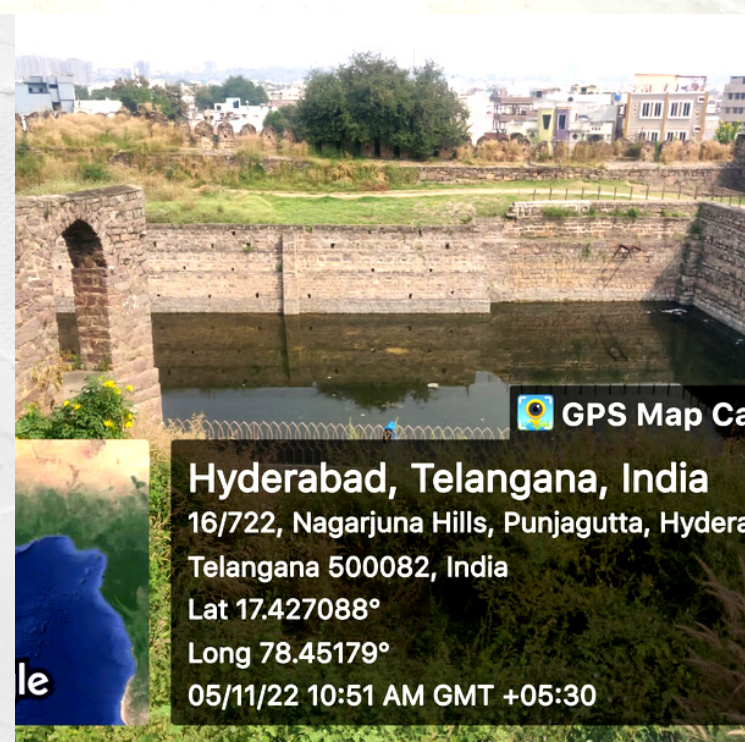 GPS Map Ca
Hyderabad, Telangana, India
16/722, Nagarjuna Hills, Punjagutta, Hydera
Telangana 500082, India
Lat 17.427088°
Long 78.45179°
05/11/22 10:51 AM GMT +05:30
le